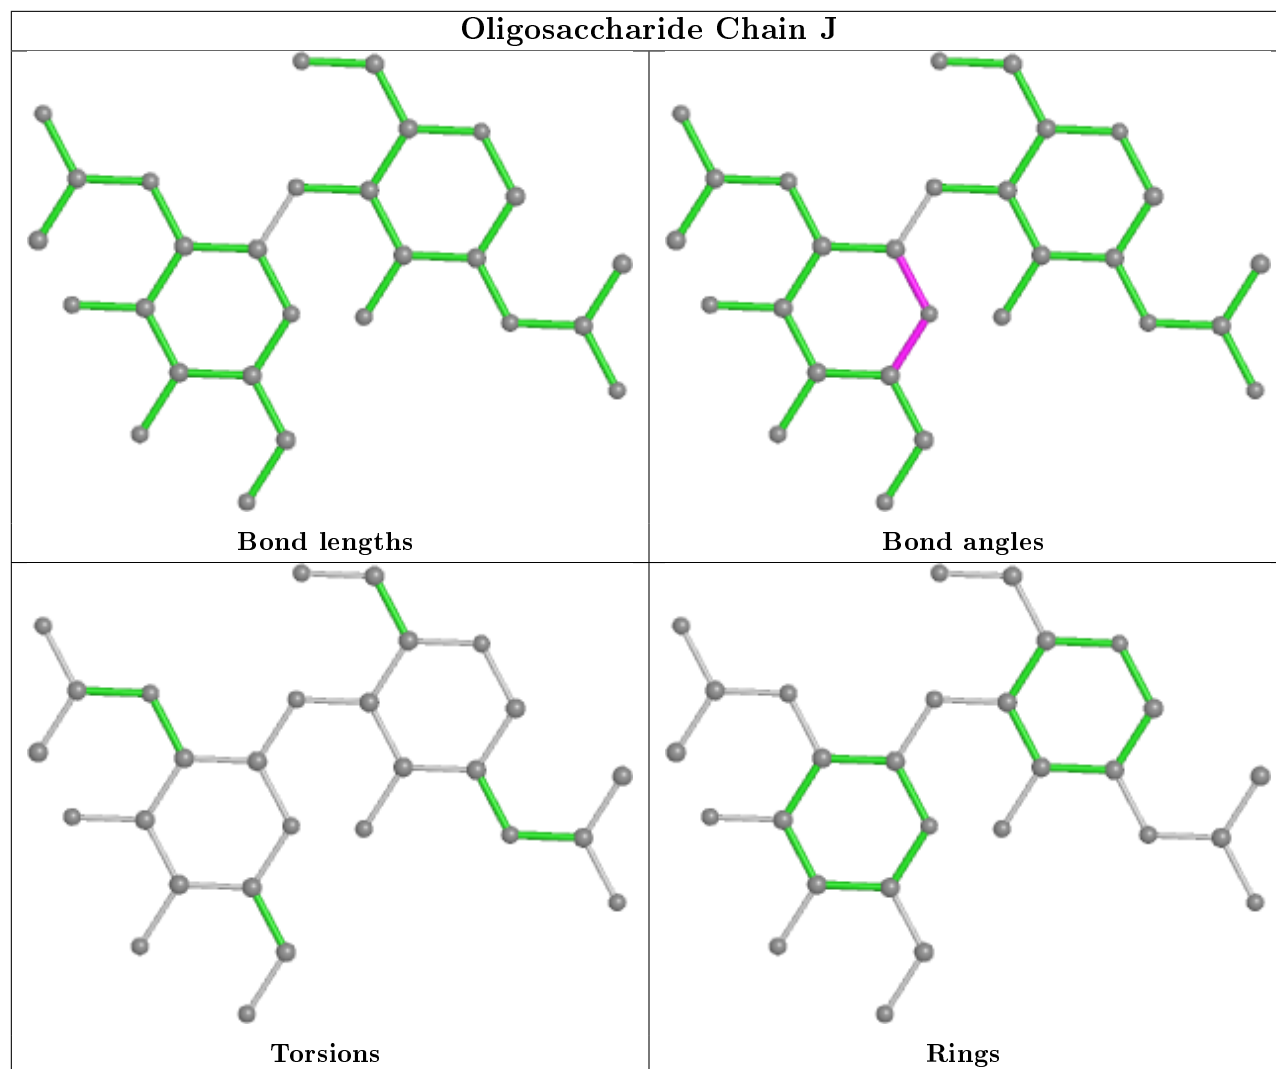 Oligosaccharide Chain J
Bond lengths
Bond angles
Torsions
Rings